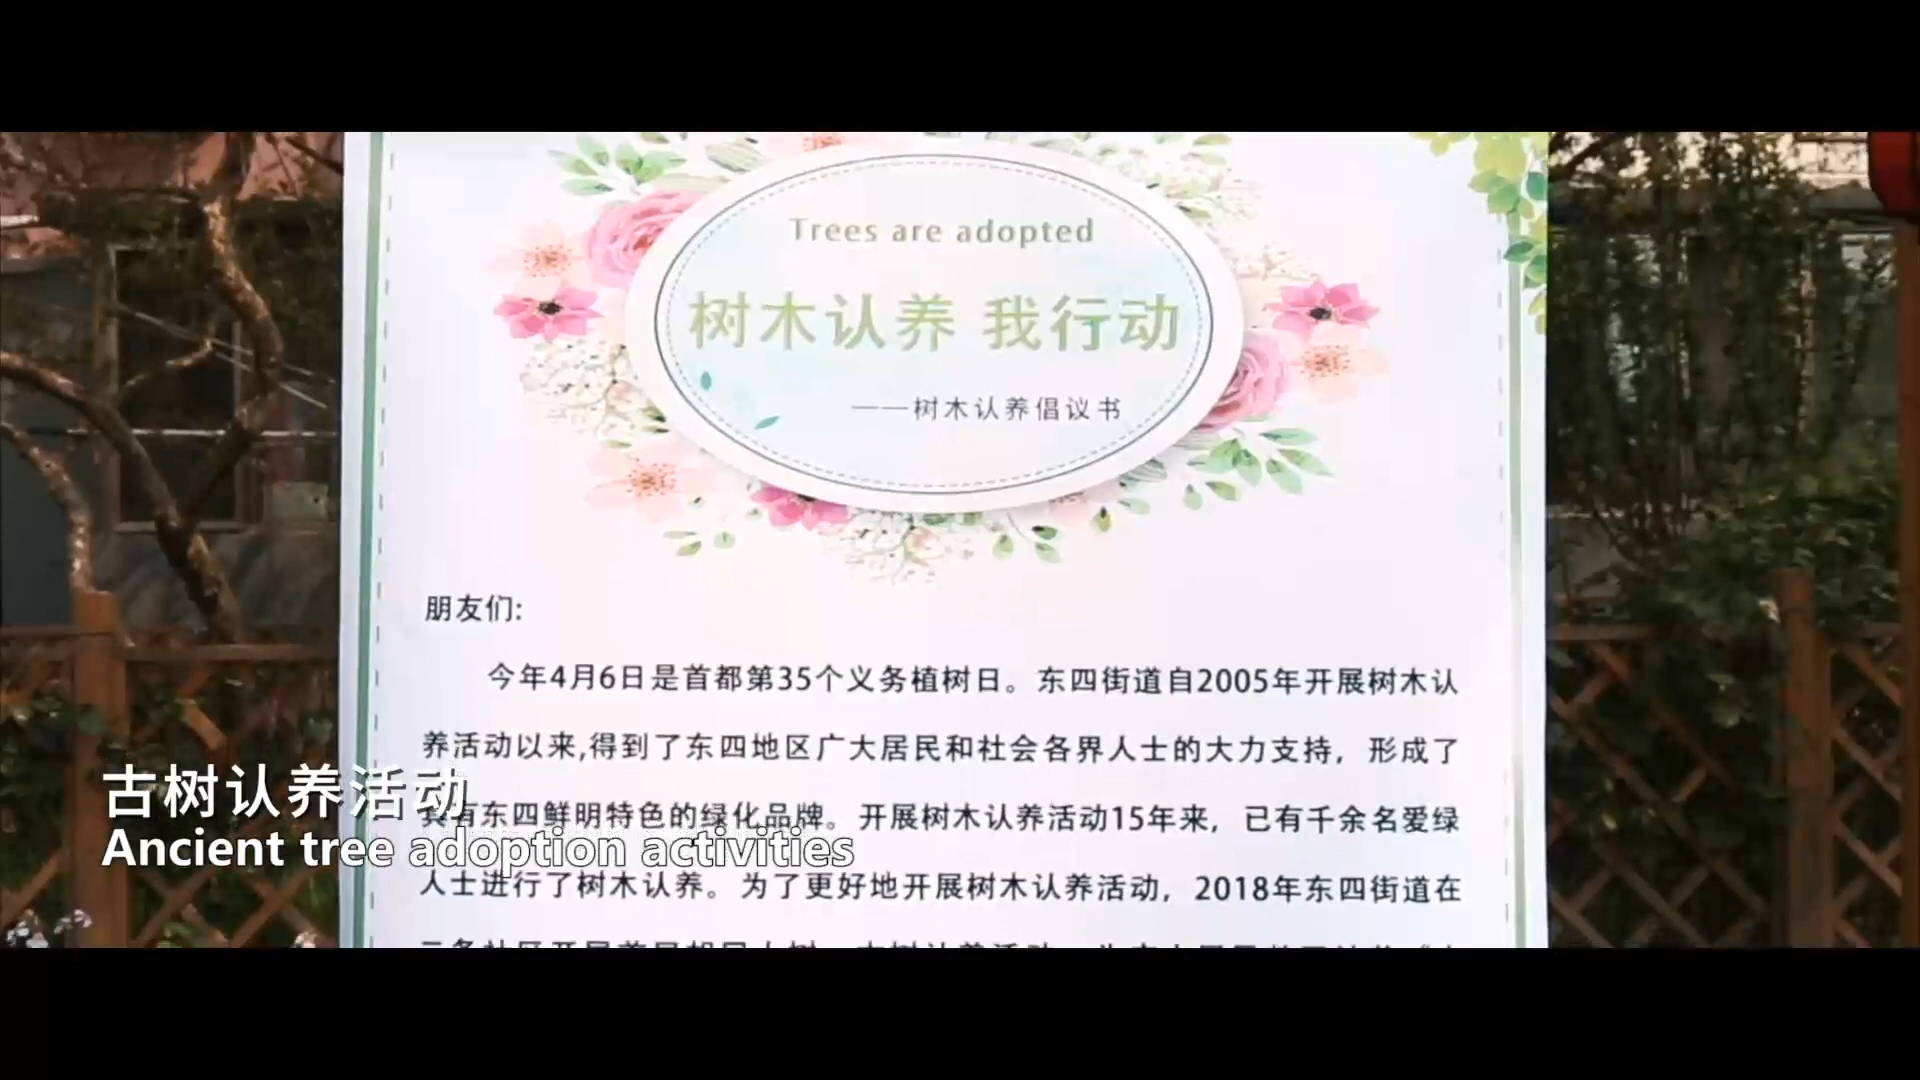 Trees are adopted
树木认养 我行动
——树木认养倡议书
朋友们:
今年4月6日是首都第35个义务植树日。东四街道自2005年开展树木认
养活动以来,得到了东四地区广大居民和社会各界人士的大力支持，形成了
有东四鲜明特色的绿化品牌。开展树木认养活动15年来，已有千余名爱绿
人士进行了树木认养。为了更好地开展树木认养活动，2018年东四街道在
古树认养活动
Ancient tree adoption activities